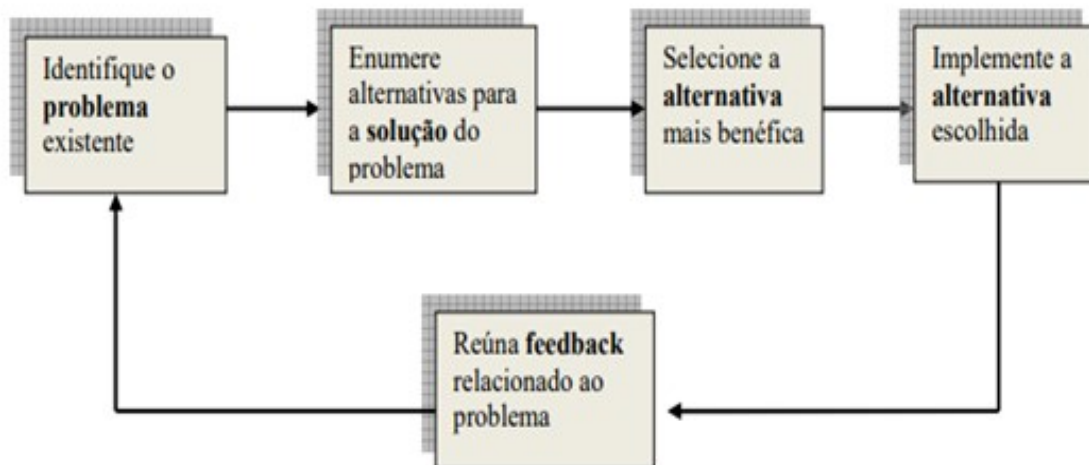 Identifique o
problema
existente
Enumere
alternativas para
a solução do
problema
Selecione a
alternativa
mais benéfica
Implemente a
alternativa
escolhida
Reúna feedback
relacionado ao
problema